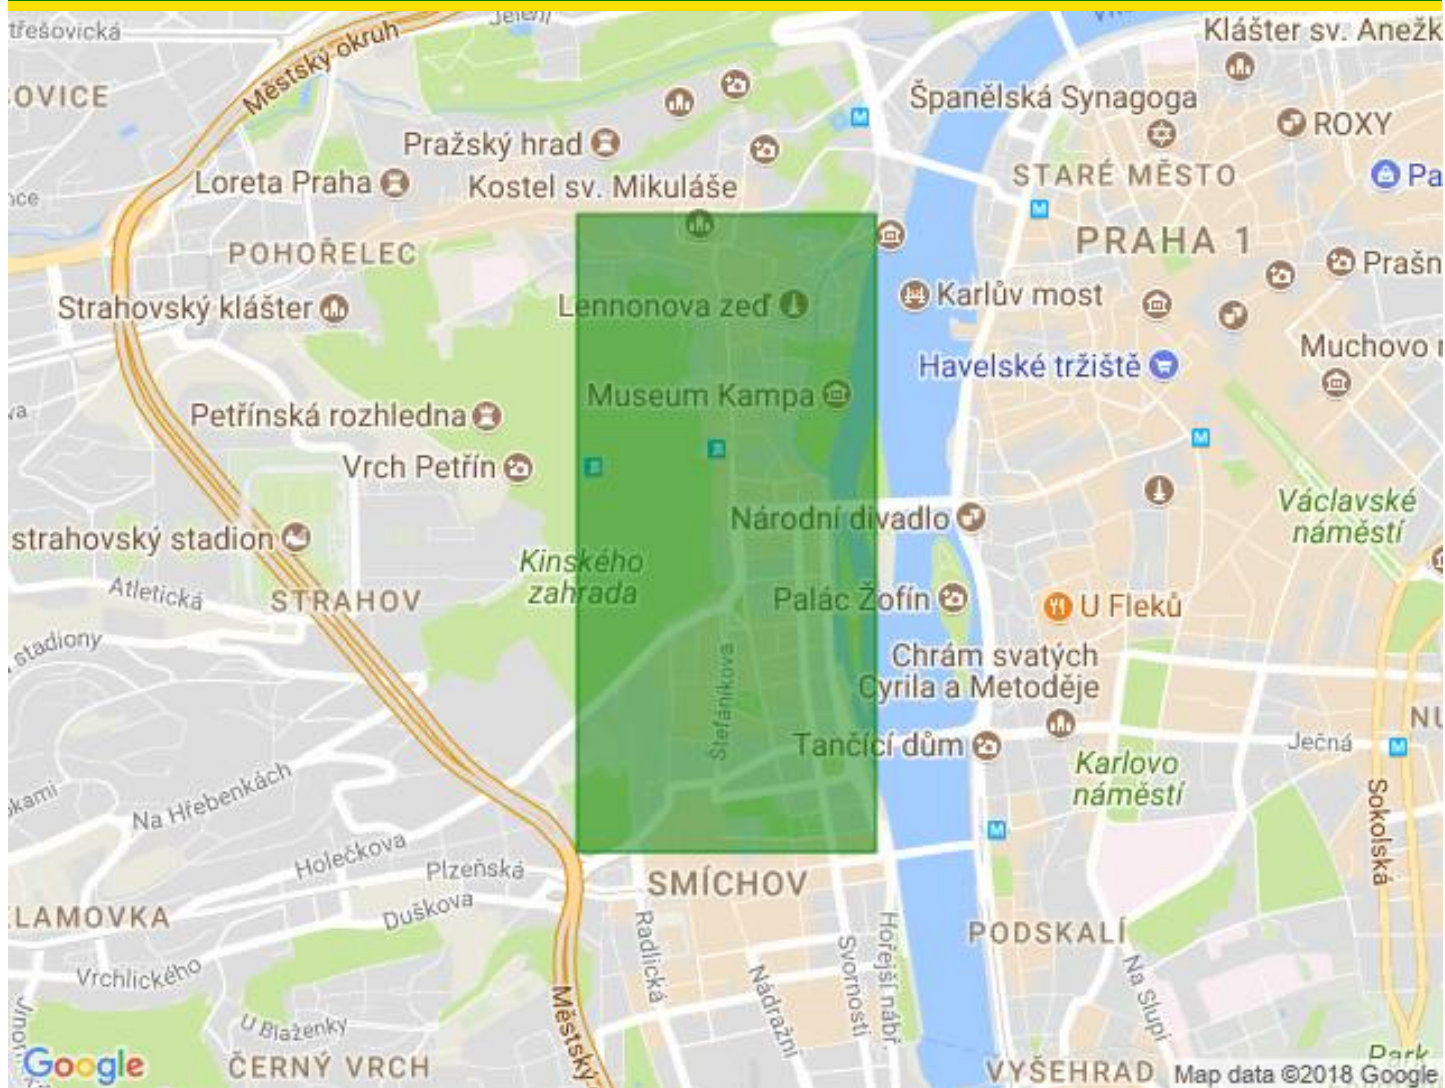 třešovická
Jelení
Klášter sv. Anežk
Městský okruh
OVICE
Španělská Synagoga
ROXY
Pražský hrad
Loreta Praha
Kostel sv. Mikuláše
STARÉ MĚSTO
Pa
nce
POHOŘELEC
PRAHA 1
Prašn
Strahovský klášter
Lennonova zeď
Karlův most
Muchovo
Havelské tržiště
Museum Kampa
va
Petřínská rozhledna
Vrch Petřín
Václavské
náměstí
strahovský stadion
Národní divadlo
Kinského
zahrada
Atletická
STRAHOV
Palác Žofín
U Fleků
stadiony
Štefánikova
Chrám svatých
Cyrila a Metoděje
NU
Tančící dům
Ječná
Karlovo
náměstí
Na Hřebenkách
Sokolská
Holečkova
Plzeňská
SMÍCHOV
LAMOVKA
Duškova
PODSKALÍ
Radlická
Svornosti
Hořejší nábř.
Vrchlického
Nádražní
Na Slupi
U Blaženky
Městský
Google
ČERNÝ VRCH
VYŠEHRAD
Park
Map data ©2018 Google